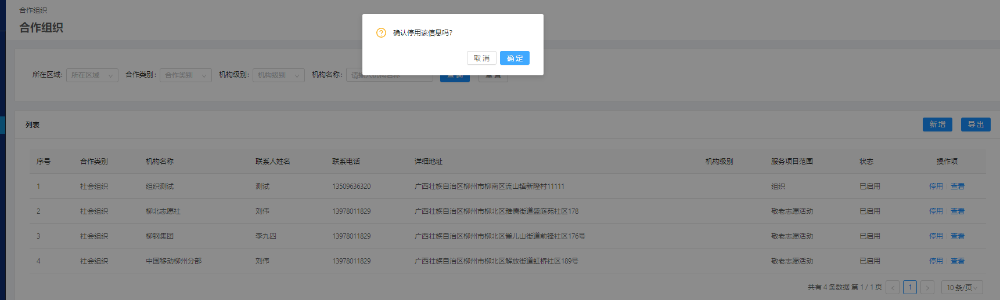 合作组织
合作组织
确认停用该信息吗?
取 消 确 定
所在区域: 所在区域 合作类别: 合作类别 机构级别: 机构级别 机构名称: 请输入机构名称 查 询 重 置
列表 新 增 导 出
序号 合作类别 机构名称 联系人姓名 联系电话 详细地址 机构级别 服务项目范围 状态 操作项
1 社会组织 组织测试 测试 13509636320 广西壮族自治区柳州市柳南区流山镇新隆村11111 组织 已启用 停用 查看
2 社会组织 柳北志愿社 刘伟 13978011829 广西壮族自治区柳州市柳北区雅儒街道盛庭苑社区178 敬老志愿活动 已启用 停用 查看
3 社会组织 柳钢集团 李九四 13978011829 广西壮族自治区柳州市柳北区雀儿山街道前锋社区176号 敬老志愿活动 已启用 停用 查看
4 社会组织 中国移动柳州分部 刘伟 13978011829 广西壮族自治区柳州市柳北区解放街道虹桥社区189号 敬老志愿活动 已启用 停用 查看
共有 4 条数据 第 1 / 1 页 < 1 > 10 条/页